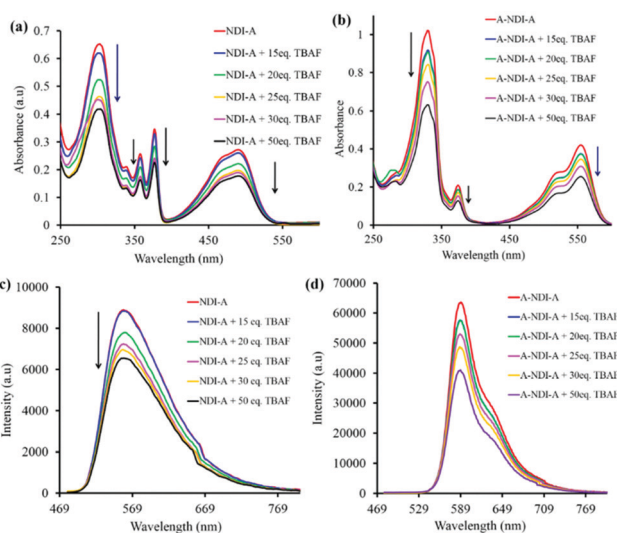 (a)
NDI-A
NDI-A + 15eq. TBAF
NDI-A + 20eq. TBAF
NDI-A + 25eq. TBAF
NDI-A + 30eq. TBAF
NDI-A + 50eq. TBAF
0.7
0.6
0.5
0.4
0.3
0.2
0.1
0
Absorbance (a.u)
250
350
450
550
Wavelength (nm)
(b)
A-NDI-A
A-NDI-A + 15eq. TBAF
A-NDI-A + 20eq. TBAF
A-NDI-A + 25eq. TBAF
A-NDI-A + 30eq. TBAF
A-NDI-A + 50eq. TBAF
1
0.8
0.6
0.4
0.2
0
Absorbance
250
350
450
550
Wavelength (nm)
(c)
NDI-A
NDI-A + 15 eq. TBAF
NDI-A + 20 eq. TBAF
NDI-A + 25 eq. TBAF
NDI-A + 30 eq. TBAF
NDI-A + 50 eq. TBAF
10000
8000
6000
4000
2000
0
Intensity (a.u)
469
569
669
769
Wavelength (nm)
(d)
A-NDI-A
A-NDI-A + 15eq. TBAF
A-NDI-A + 20eq. TBAF
A-NDI-A + 25eq. TBAF
A-NDI-A + 30eq. TBAF
A-NDI-A + 50eq. TBAF
70000
60000
50000
40000
30000
20000
10000
0
Intensity (a.u)
469
529
589
649
709
769
Wavelength (nm)